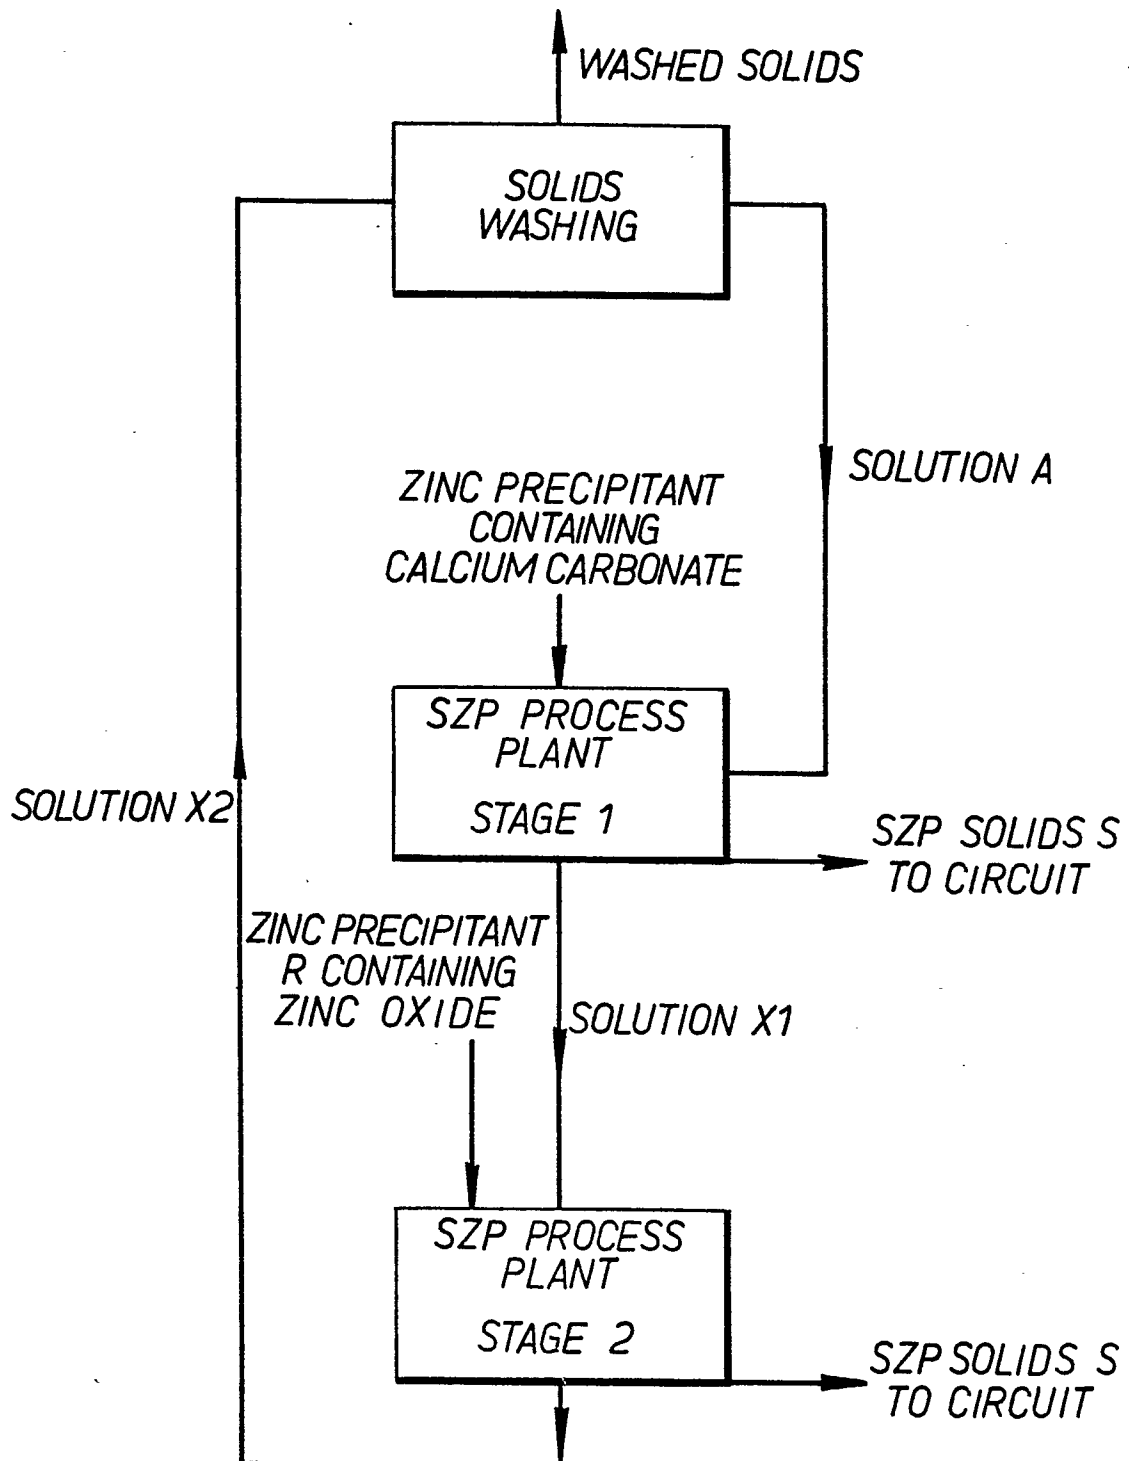 WASHED SOLIDS
SOLIDS
WASHING
SOLUTION A
ZINC PRECIPITANT
CONTAINING
CALCIUM CARBONATE
SZP PROCESS
PLANT
STAGE 1
SOLUTION X2
SZP SOLIDS S
TO CIRCUIT
ZINC PRECIPITANT
R CONTAINING
ZINC OXIDE
SOLUTION X1
SZP PROCESS
PLANT
STAGE 2
SZP SOLIDS S
TO CIRCUIT